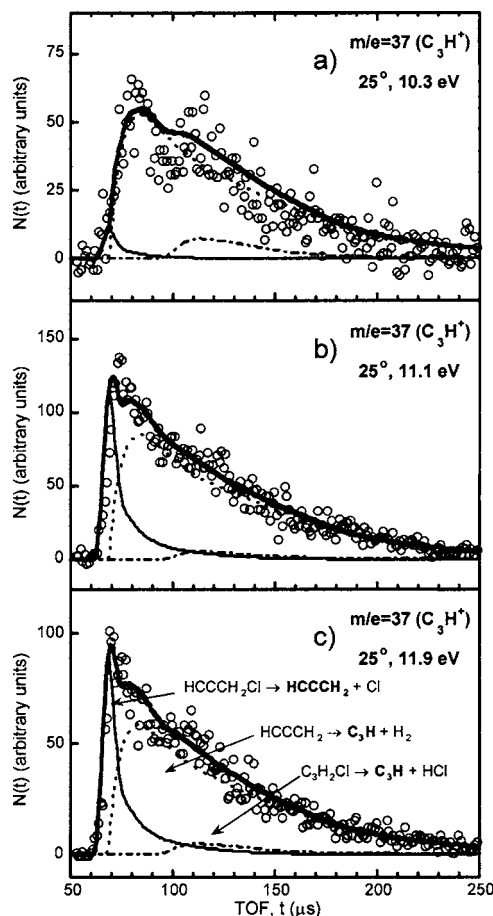 75
50
25
0
N(t) (arbitrary units)
m/e=37 (C₃H⁺)
a)
25°, 10.3 eV
150
100
50
0
N(t) (arbitrary units)
m/e=37 (C₃H⁺)
b)
25°, 11.1 eV
100
50
0
N(t) (arbitrary units)
m/e=37 (C₃H⁺)
c)
25°, 11.9 eV
HCCCH₂Cl → HCCCH₂ + Cl
HCCCH₂ → C₃H + H₂
C₃H₂Cl → C₃H + HCl
50 100 150 200 250
TOF, t (μs)